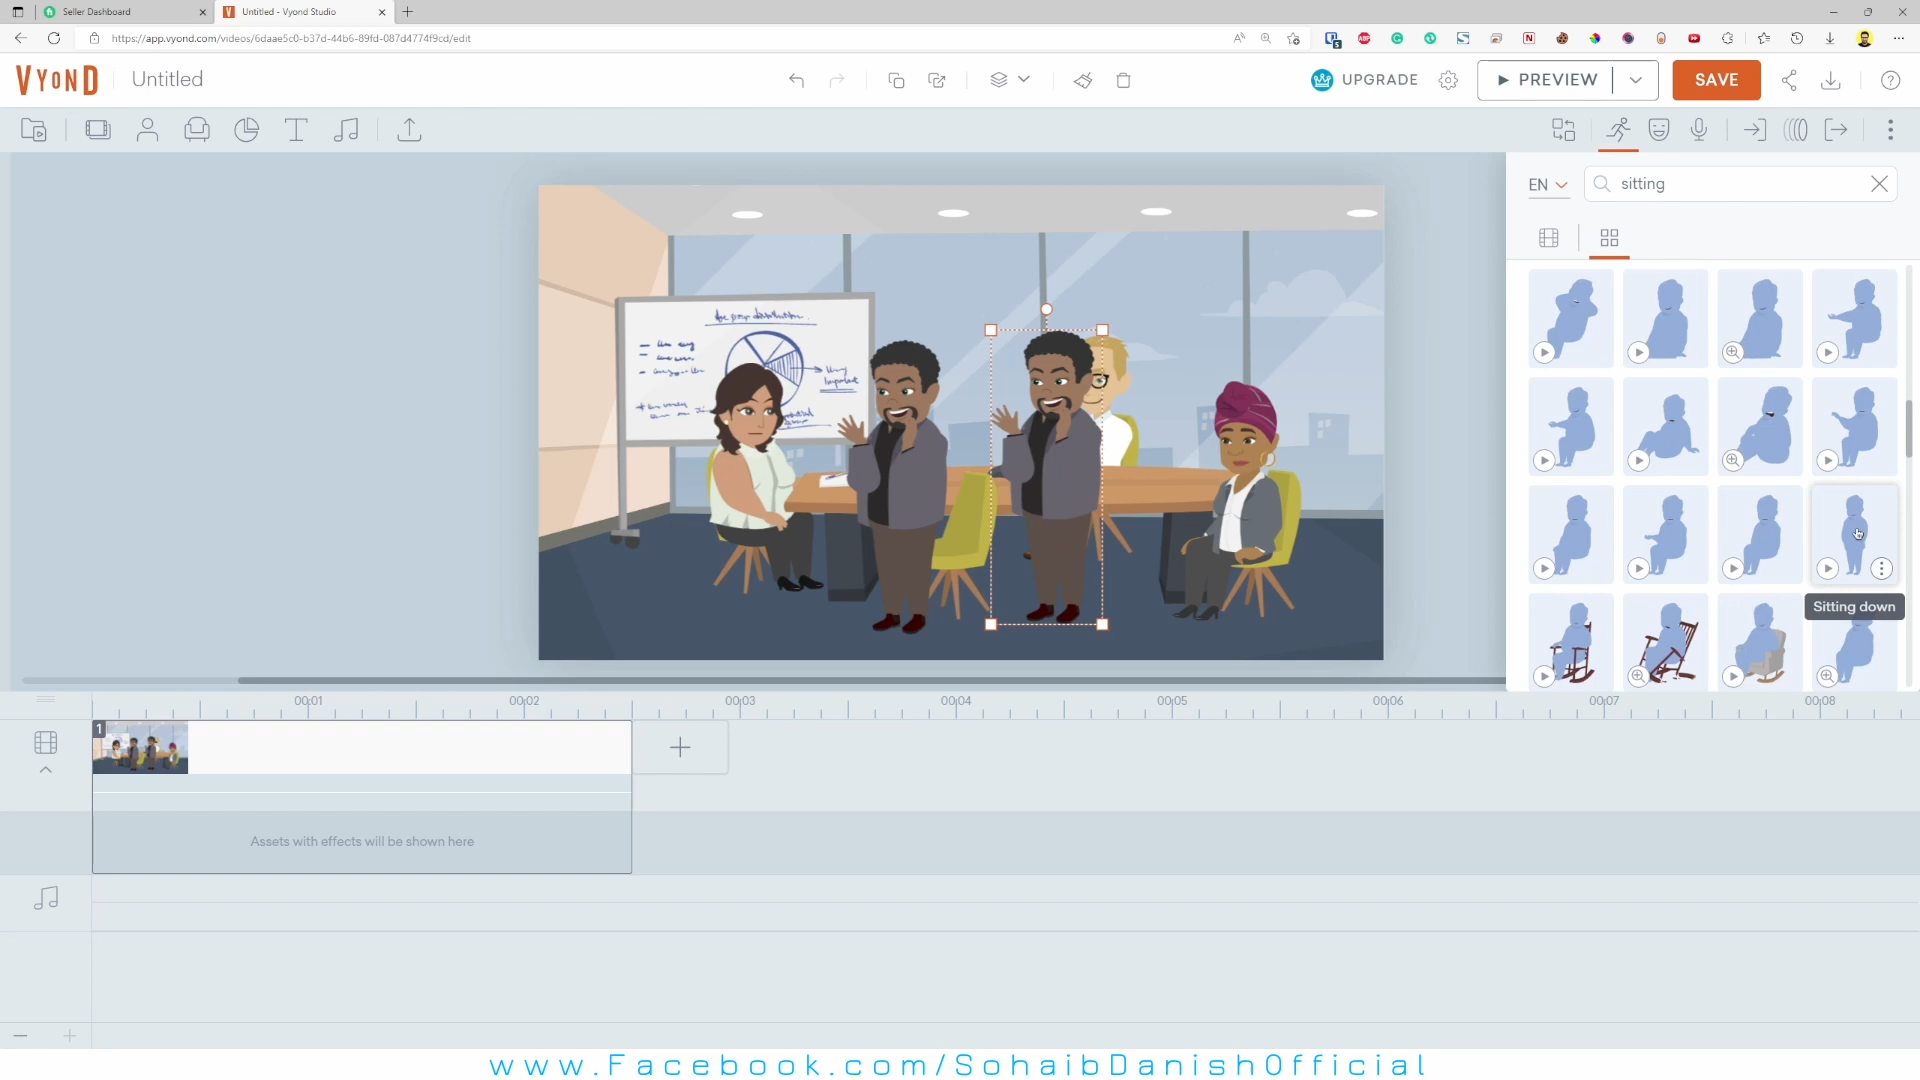 Seller Dashboard
Untitled - Vyond Studio
https://app.vyond.com/videos/6daae5c0-b37d-44b6-89fd-087d4774f9cd/edit
VYOND
Untitled
UPGRADE
PREVIEW
SAVE
EN
sitting
Sitting down
00:01
00:02
00:03
00:04
00:05
00:06
00:07
00:08
1
Assets with effects will be shown here
www.Facebook.com/SohaibDanishOfficial